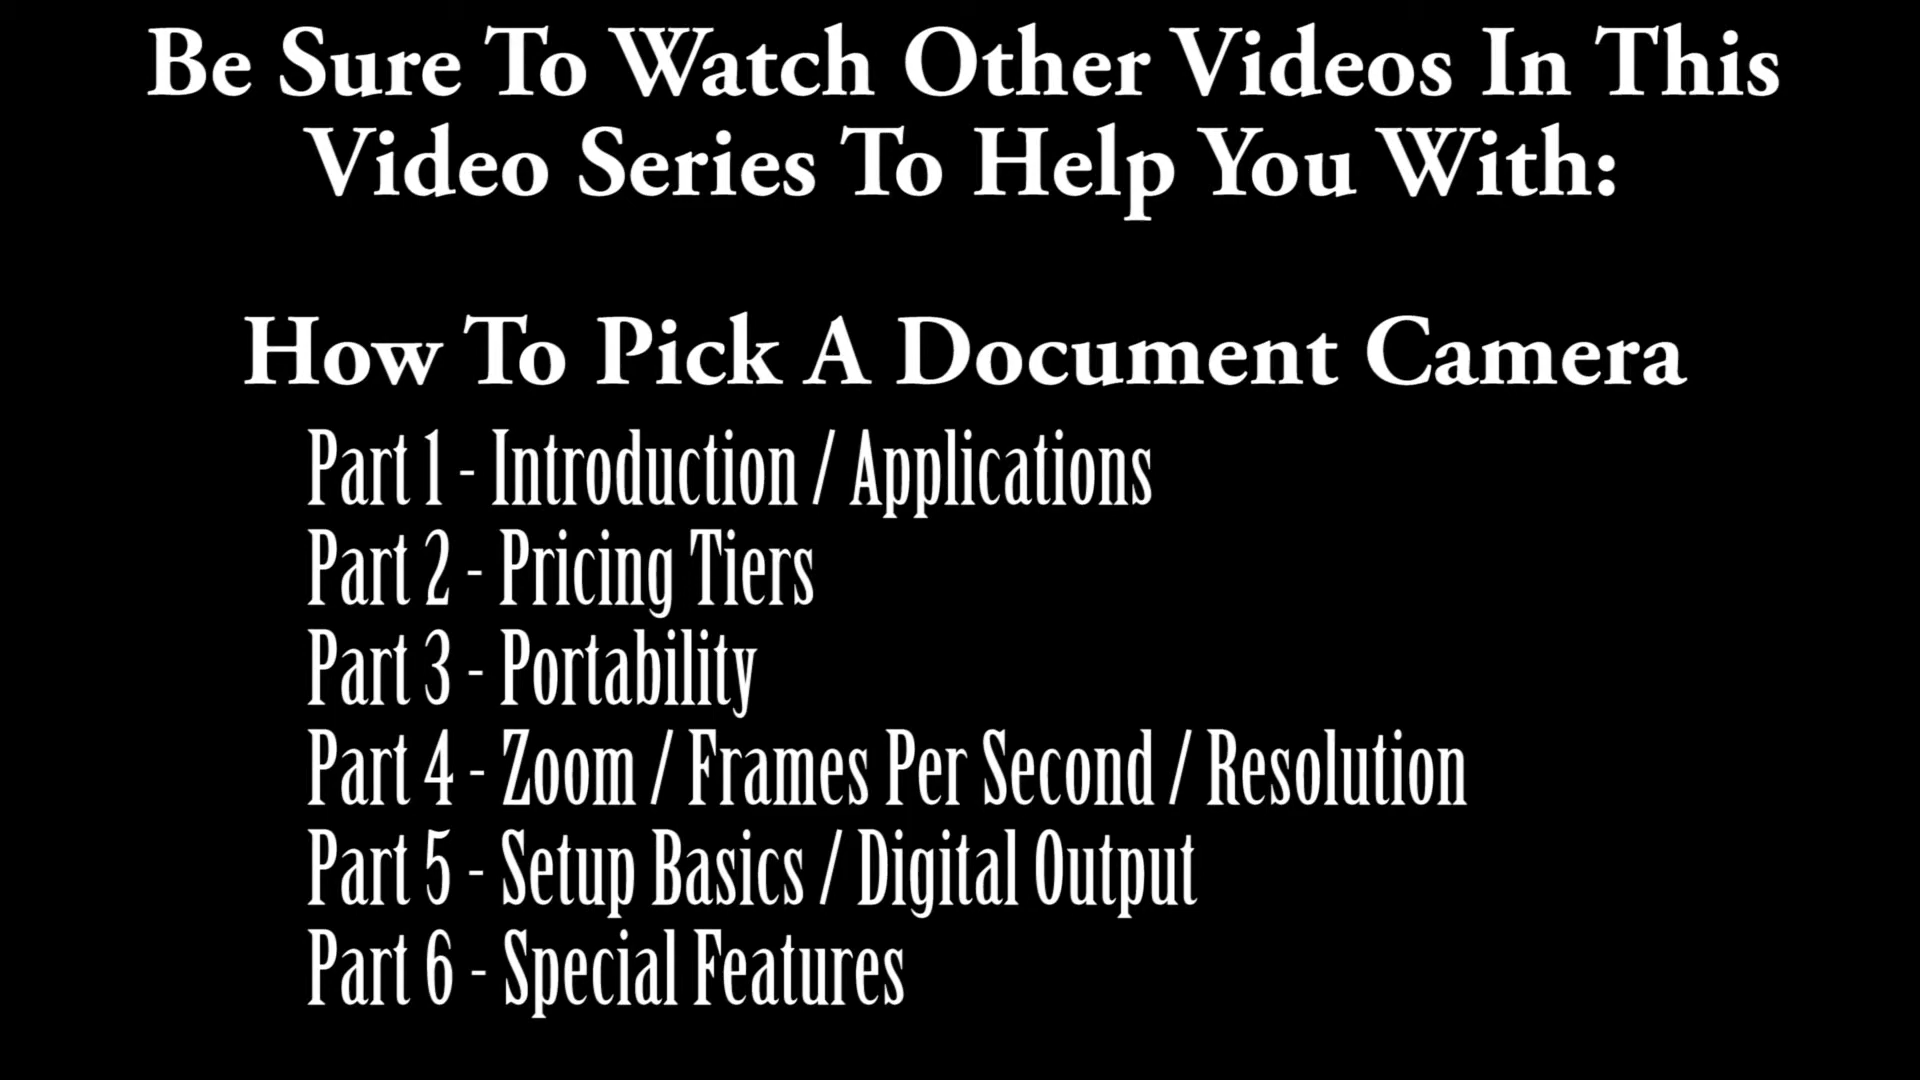 Be Sure To Watch Other Videos In This
Video Series To Help You With:
How To Pick A Document Camera
Part 1 - Introduction / Applications
Part 2 - Pricing Tiers
Part 3 - Portability
Part 4 - Zoom / Frames Per Second / Resolution
Part 5 - Setup Basics / Digital Output
Part 6 - Special Features